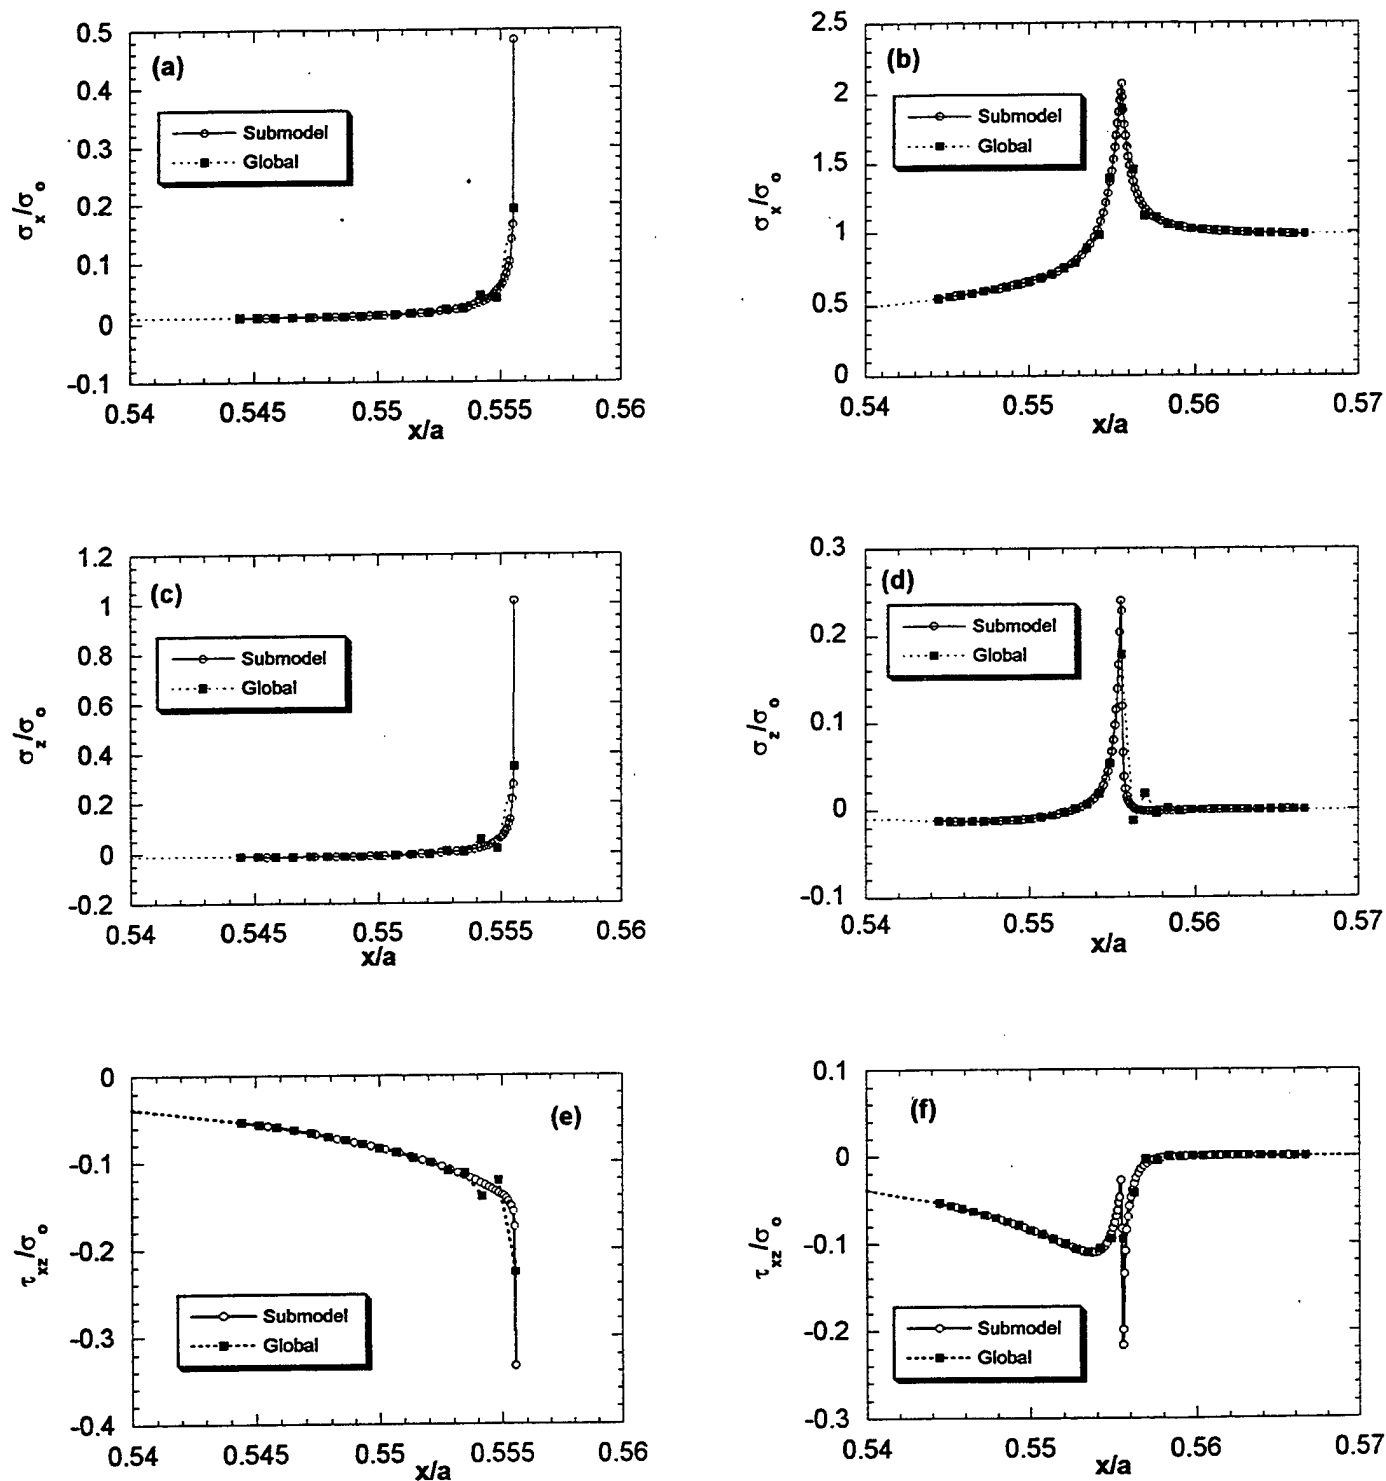 (a)
0.5
0.4
0.3
0.2
0.1
0
-0.1
σx/σo
Submodel
Global
0.54 0.545 0.55 0.555 0.56
x/a
(b)
2.5
2
1.5
1
0.5
0
σx/σo
Submodel
Global
0.54 0.55 0.56 0.57
x/a
(c)
1.2
1
0.8
0.6
0.4
0.2
0
-0.2
σz/σo
Submodel
Global
0.54 0.545 0.55 0.555 0.56
x/a
(d)
0.3
0.2
0.1
0
-0.1
σz/σo
Submodel
Global
0.54 0.55 0.56 0.57
x/a
(e)
0
-0.1
-0.2
-0.3
-0.4
τxz/σo
Submodel
Global
0.54 0.545 0.55 0.555 0.56
x/a
(f)
0.1
0
-0.1
-0.2
-0.3
τxz/σo
Submodel
Global
0.54 0.55 0.56 0.57
x/a